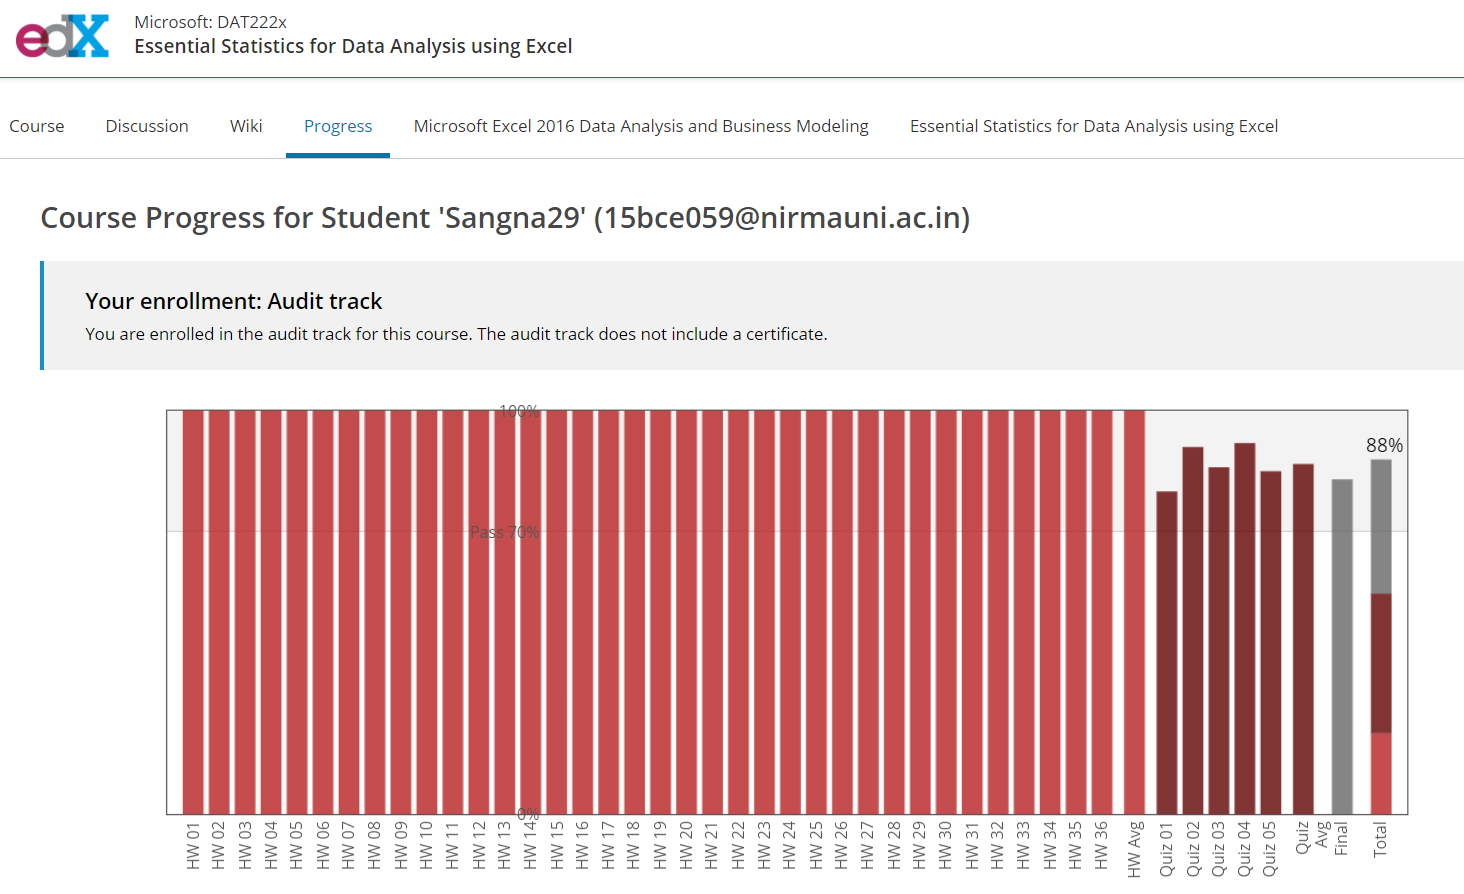 edX
Microsoft: DAT222x
Essential Statistics for Data Analysis using Excel
Course
Discussion
Wiki
Progress
Microsoft Excel 2016 Data Analysis and Business Modeling
Essential Statistics for Data Analysis using Excel
Course Progress for Student 'Sangna29' (15bce059@nirmauni.ac.in)
Your enrollment: Audit track
You are enrolled in the audit track for this course. The audit track does not include a certificate.
100%
88%
Pass 70%
0%
HW 01
HW 02
HW 03
HW 04
HW 05
HW 06
HW 07
HW 08
HW 09
HW 10
HW 11
HW 12
HW 13
HW 14
HW 15
HW 16
HW 17
HW 18
HW 19
HW 20
HW 21
HW 22
HW 23
HW 24
HW 25
HW 26
HW 27
HW 28
HW 29
HW 30
HW 31
HW 32
HW 33
HW 34
HW 35
HW 36
HW Avg
Quiz 01
Quiz 02
Quiz 03
Quiz 04
Quiz 05
Quiz
Avg
Final
Total